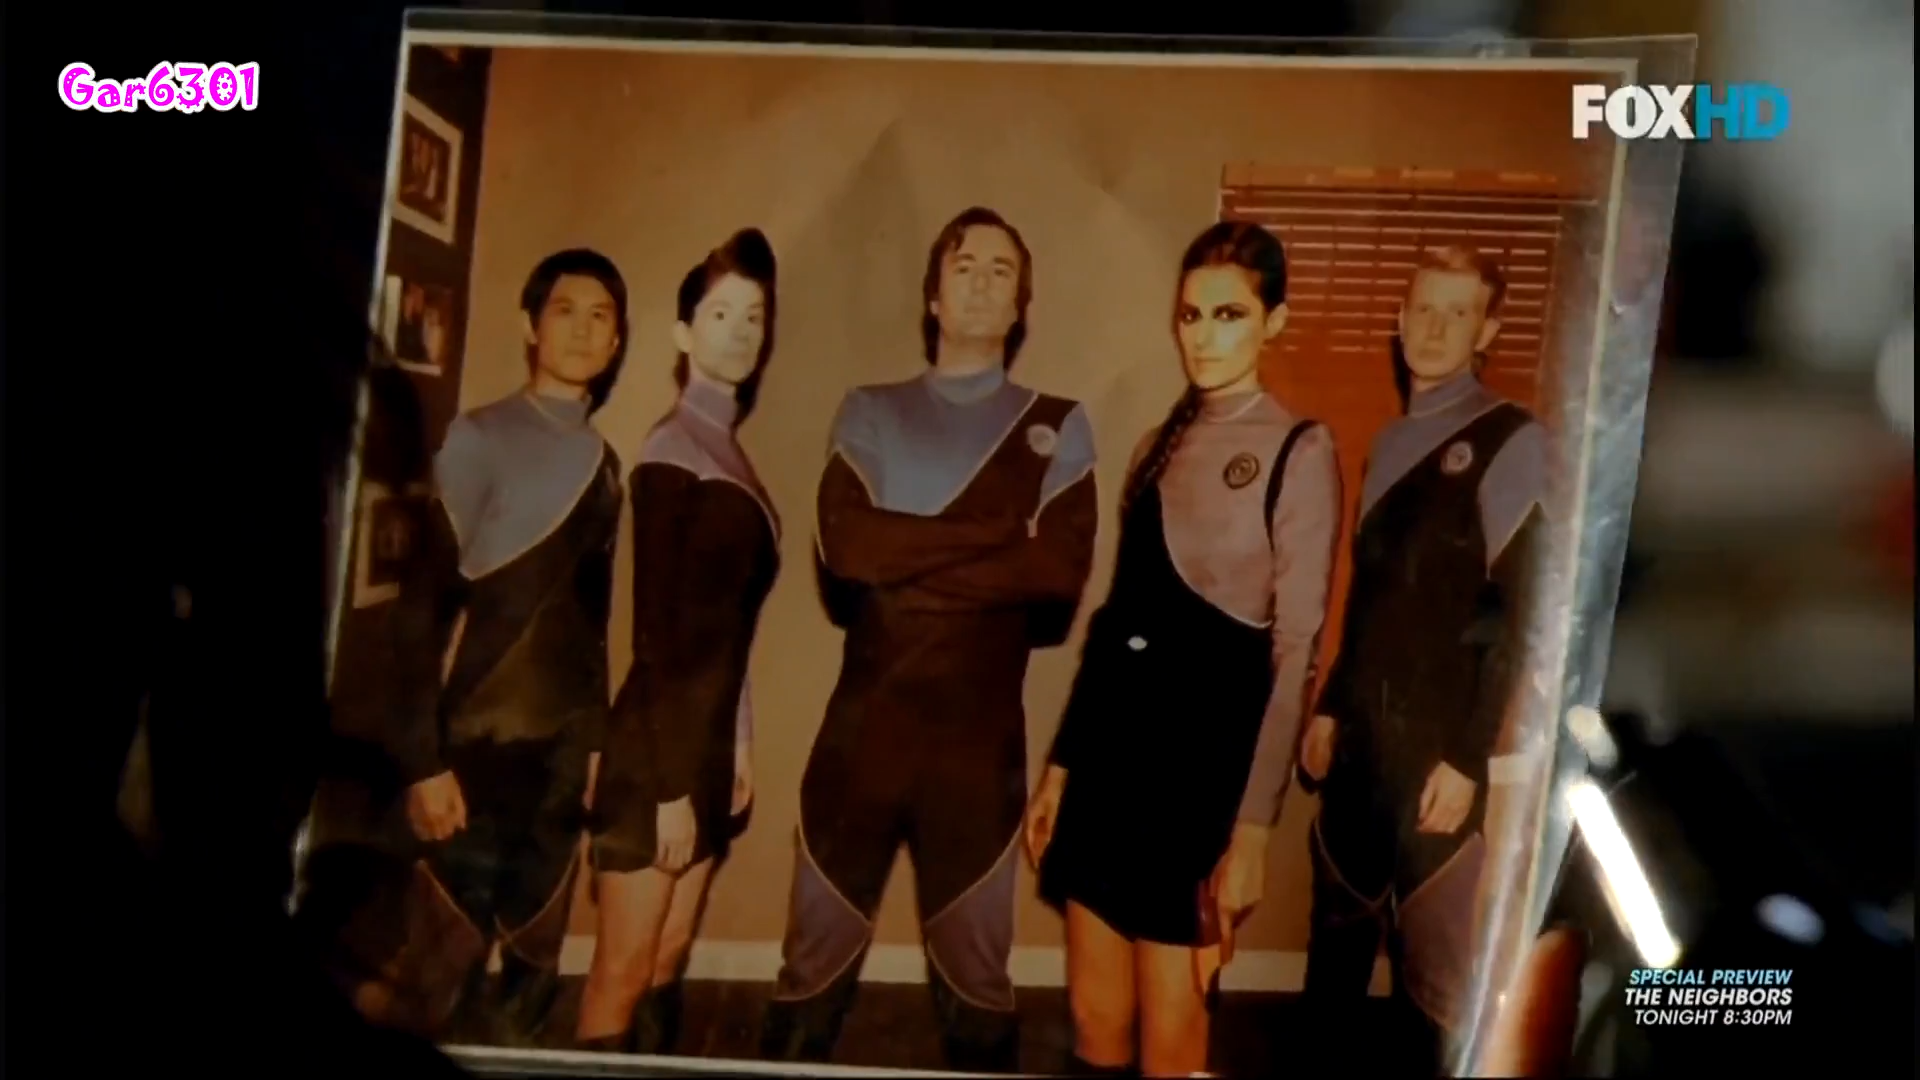 Gar6301
FOXHD
SPECIAL PREVIEW
THE NEIGHBORS
TONIGHT 8:30PM